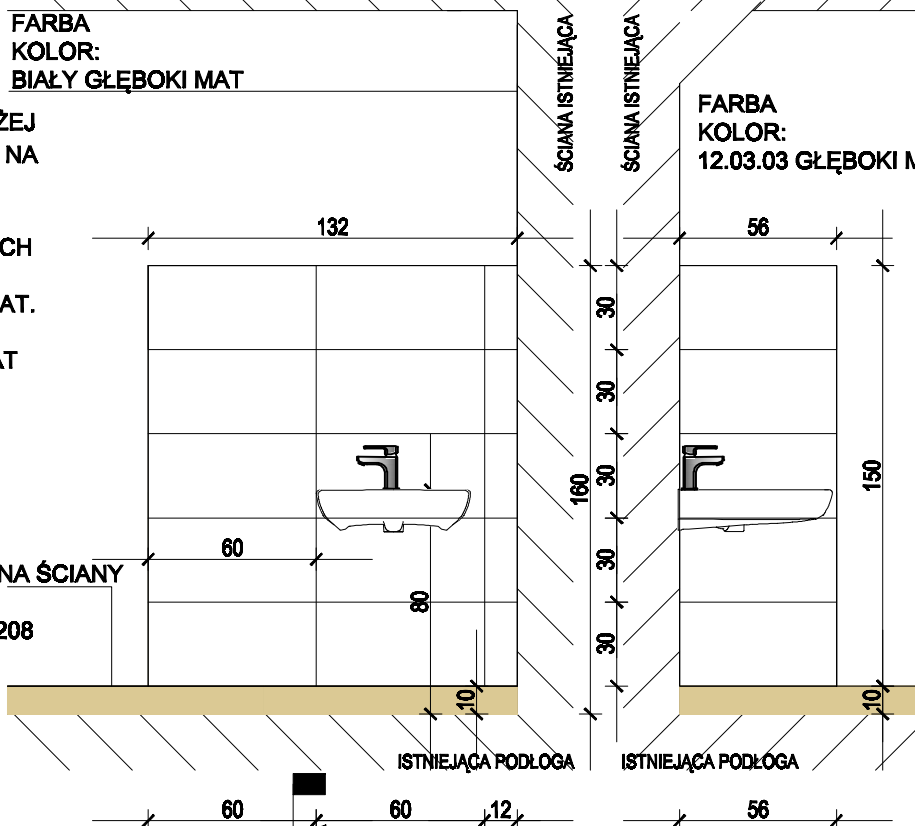 FARBA
KOLOR:
BIAŁY GŁĘBOKI MAT
ŻEJ
NA
CH
AT.
AT
NA ŚCIANY
208
ŚCIANA ISTNIEJĄCA
ŚCIANA ISTNIEJĄCA
FARBA
KOLOR:
12.03.03 GŁĘBOKI M
132
56
30
30
30
30
30
160
150
60
80
10
10
ISTNIEJĄCA PODŁOGA
ISTNIEJĄCA PODŁOGA
60
60
12
56